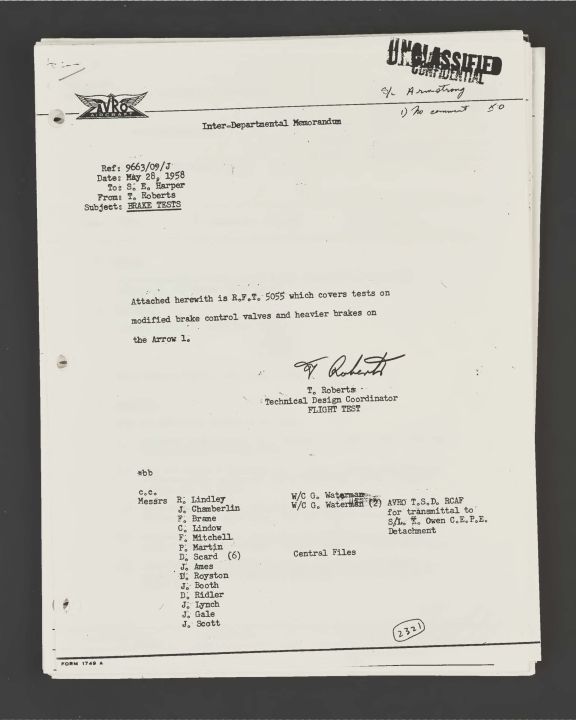 UNCLASSIFIED
CONFIDENTIAL
S/L Armstrong
1) No comment
AVRO
AIRCRAFT
Inter-Departmental Memorandum
Ref: 9663/09/J
Date: May 28, 1958
To: S. E. Harper
From: T. Roberts
Subject: BRAKE TESTS
Attached herewith is R.F.T. 5055 which covers tests on
modified brake control valves and heavier brakes on
the Arrow 1.
T Roberts
T. Roberts
Technical Design Coordinator
FLIGHT TEST
*bb
c.c.
Messrs R. Lindley
J. Chamberlin
F. Brame
C. Lindow
F. Mitchell
P. Martin
D. Scard (6)
J. Ames
D. Royston
J. Booth
D. Ridler
J. Lynch
J. Gale
J. Scott
W/C G. Waterman
W/C G. Waterman (2) AVRO T.S.D. RCAF
for transmittal to
S/L. T. Owen C.E.P.E.
Detachment
Central Files
2321
FORM 1749 A